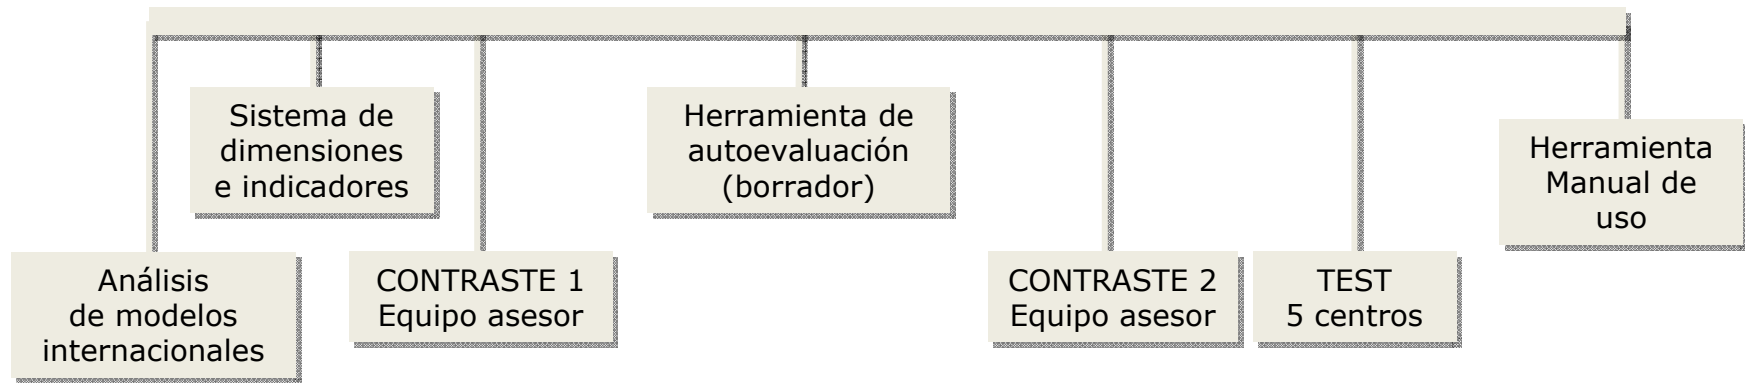 Análisis
de modelos
internacionales
Sistema de
dimensiones
e indicadores
CONTRASTE 1
Equipo asesor
Herramienta de
autoevaluación
(borrador)
CONTRASTE 2
Equipo asesor
TEST
5 centros
Herramienta
Manual de
uso